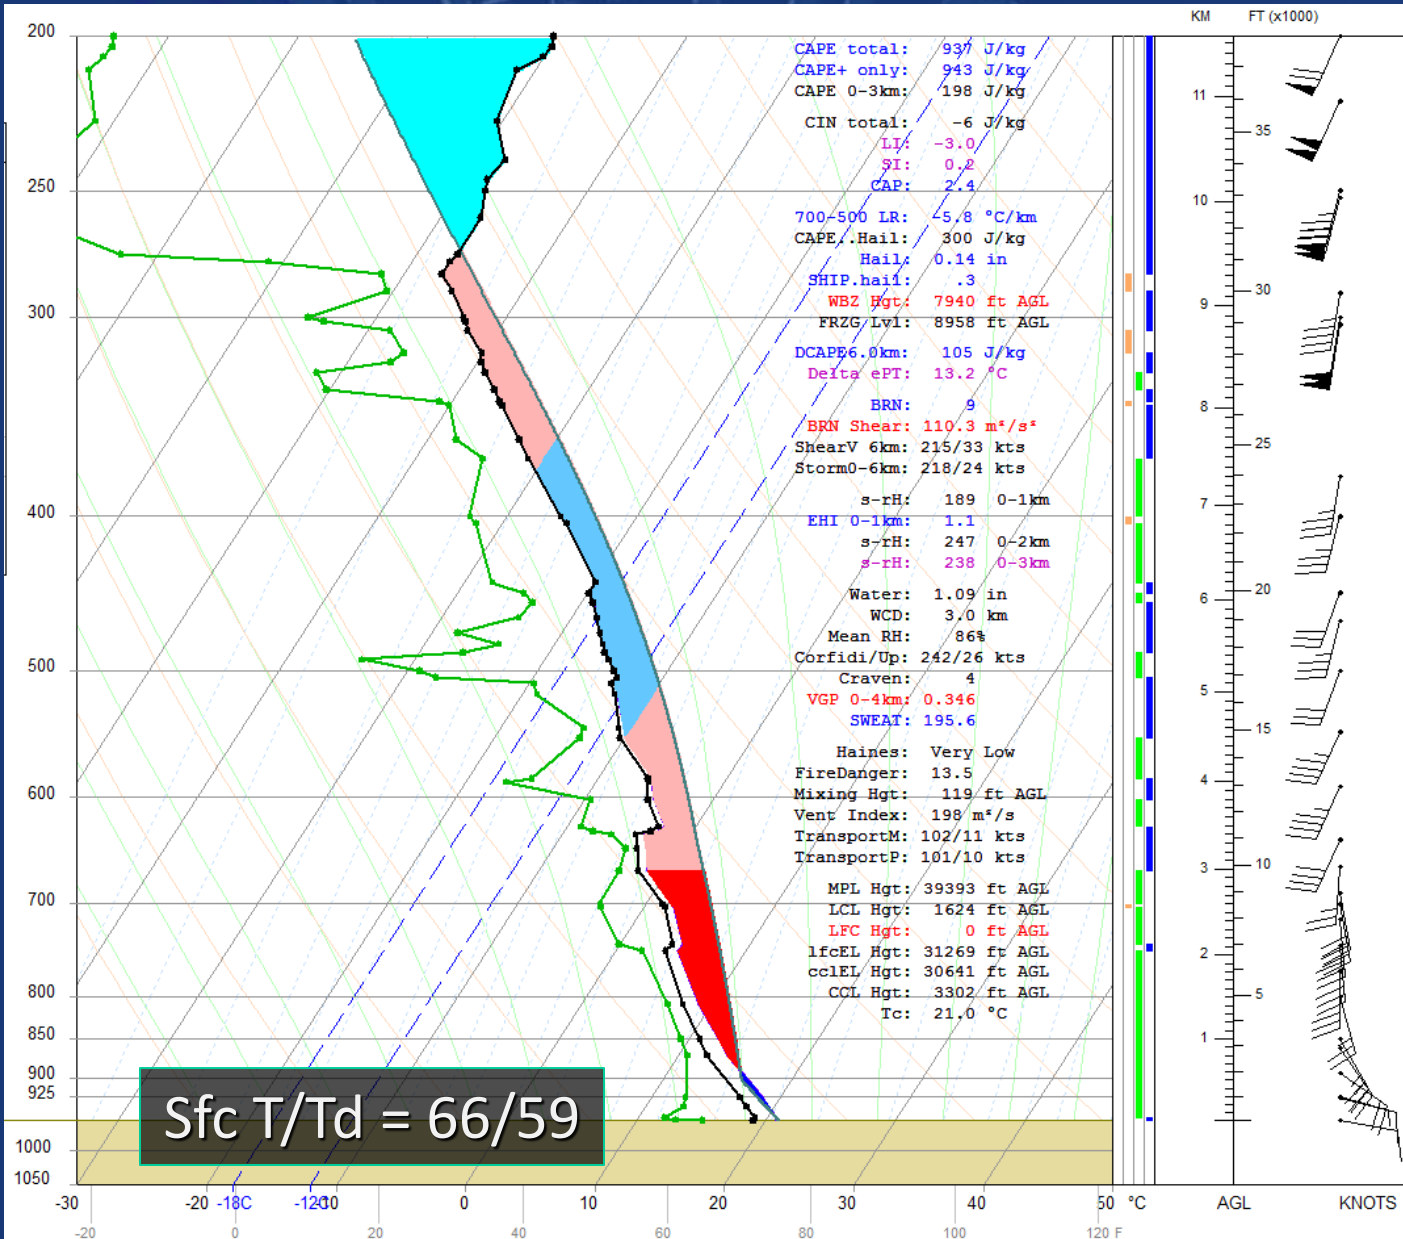 KM FT (x1000)
200
250
300
400
500
600
700
800
850
900
925
1000
1050
CAPE total: 937 J/kg
CAPE+ only: 943 J/kg
CAPE 0-3km: 198 J/kg
CIN total: -6 J/kg
LI: -3.0
SI: 0.2
CAP: 2.4
700-500 LR: -5.8 °C/km
CAPE..Hail: 300 J/kg
Hail: 0.14 in
SHIP.hail: .3
WBZ Hgt: 7940 ft AGL
FRZG Lvl: 8958 ft AGL
DCAPE6.0km: 105 J/kg
Delta ePT: 13.2 °C
BRN: 9
BRN Shear: 110.3 m²/s²
ShearV 6km: 215/33 kts
Storm0-6km: 218/24 kts
s-rH: 189 0-1km
EHI 0-1km: 1.1
s-rH: 247 0-2km
s-rH: 238 0-3km
Water: 1.09 in
WCD: 3.0 km
Mean RH: 86%
Corfidi/Up: 242/26 kts
Craven: 4
VGP 0-4km: 0.346
SWEAT: 195.6
Haines: Very Low
FireDanger: 13.5
Mixing Hgt: 119 ft AGL
Vent Index: 198 m²/s
TransportM: 102/11 kts
TransportP: 101/10 kts
MPL Hgt: 39393 ft AGL
LCL Hgt: 1624 ft AGL
LFC Hgt: 0 ft AGL
lfcEL Hgt: 31269 ft AGL
cclEL Hgt: 30641 ft AGL
CCL Hgt: 3302 ft AGL
Tc: 21.0 °C
11
10
9
8
7
6
5
4
3
2
1
35
30
25
20
15
10
5
Sfc T/Td = 66/59
-30 -20 -18C -12C -10 0 10 20 30 40 50 °C AGL KNOTS
-20 0 20 40 60 80 100 120 F